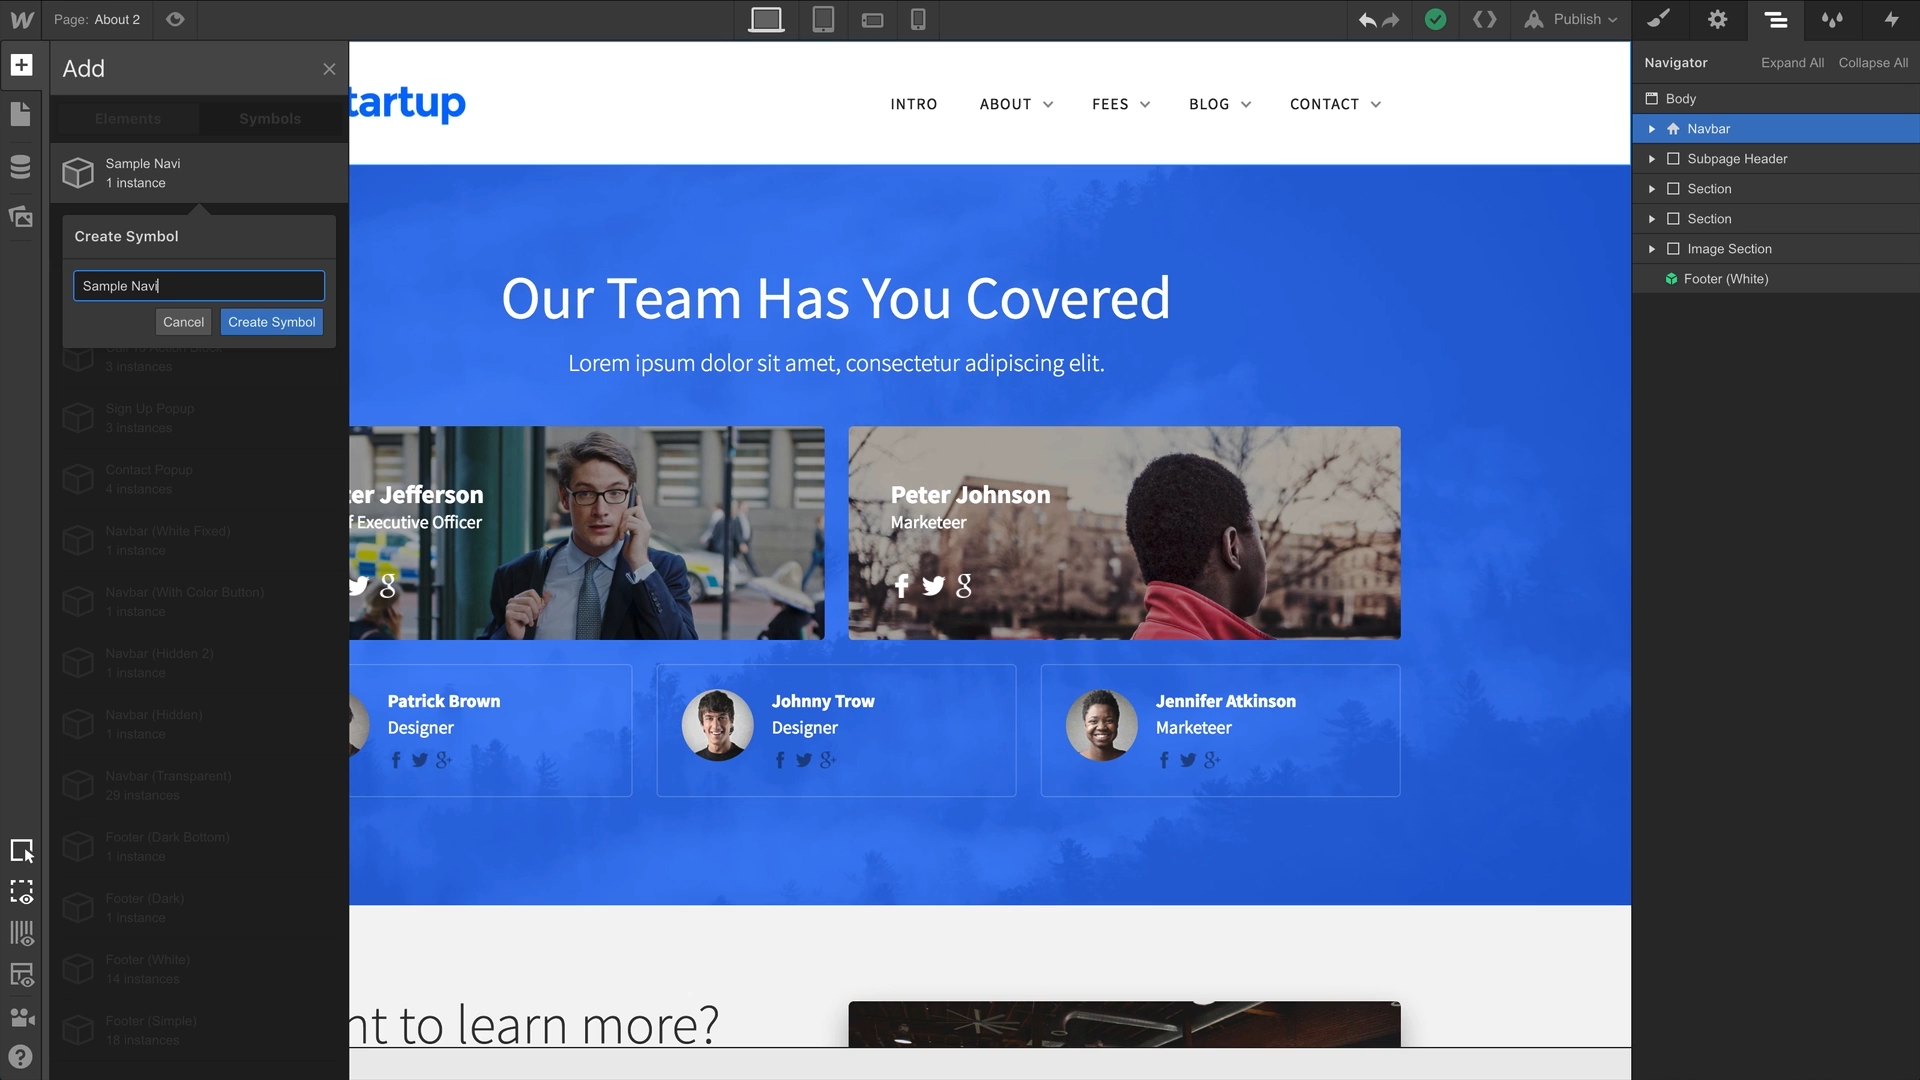 Page: About 2
Publish
Add
Elements
Symbols
Sample Navi
1 instance
Create Symbol
Sample Navi
Cancel
Create Symbol
3 instances
Sign Up Popup
3 instances
Contact Popup
4 instances
Navbar (White Fixed)
1 instance
Navbar (With Color Button)
1 instance
Navbar (Hidden 2)
1 instance
Navbar (Hidden)
1 instance
Navbar (Transparent)
29 instances
Footer (Dark Bottom)
1 instance
Footer (Dark)
1 instance
Footer (White)
14 instances
Footer (Simple)
18 instances
tartup
INTRO
ABOUT
FEES
BLOG
CONTACT
Our Team Has You Covered
Lorem ipsum dolor sit amet, consectetur adipiscing elit.
ter Jefferson
f Executive Officer
Peter Johnson
Marketeer
Patrick Brown
Designer
Johnny Trow
Designer
Jennifer Atkinson
Marketeer
nt to learn more?
Navigator
Expand All
Collapse All
Body
Navbar
Subpage Header
Section
Section
Image Section
Footer (White)